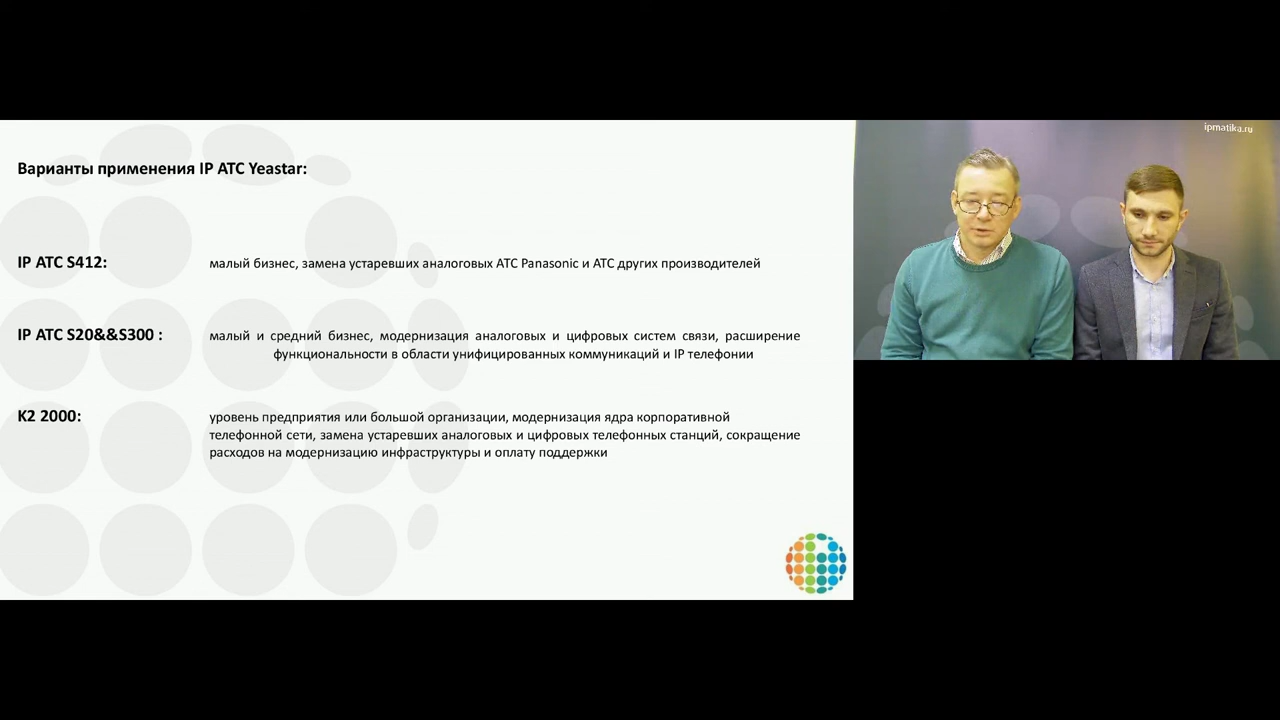 Варианты применения IP АТС Yeastar:
IP АТС S412:
малый бизнес, замена устаревших аналоговых АТС Panasonic и АТС других производителей
IP АТС S20&&S300 :
малый и средний бизнес, модернизация аналоговых и цифровых систем связи, расширение
функциональности в области унифицированных коммуникаций и IP телефонии
K2 2000:
уровень предприятия или большой организации, модернизация ядра корпоративной
телефонной сети, замена устаревших аналоговых и цифровых телефонных станций, сокращение
расходов на модернизацию инфраструктуры и оплату поддержки
ipmatika.ru